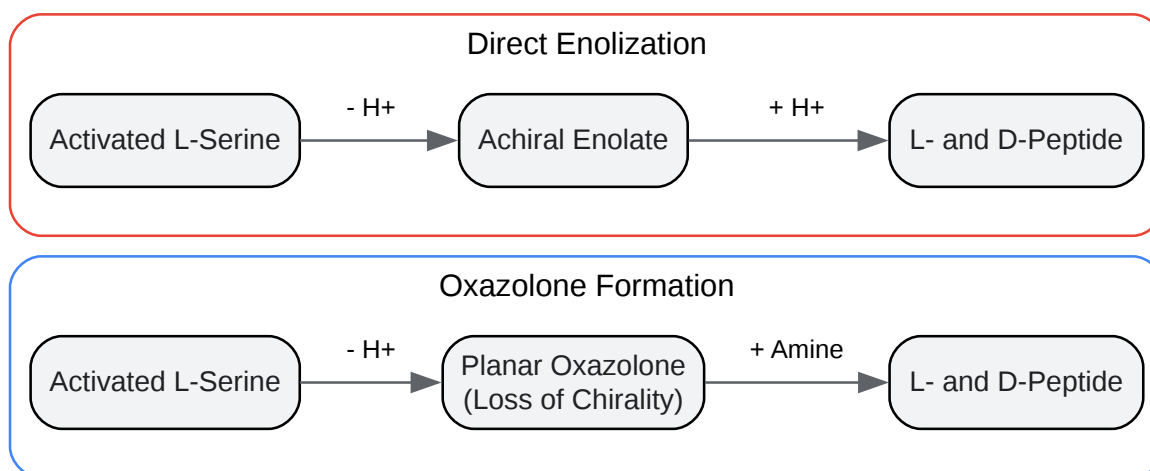 Direct Enolization
- H+
+ H+
Activated L-Serine
Achiral Enolate
L- and D-Peptide
Oxazolone Formation
- H+
+ Amine
Activated L-Serine
Planar Oxazolone
(Loss of Chirality)
L- and D-Peptide